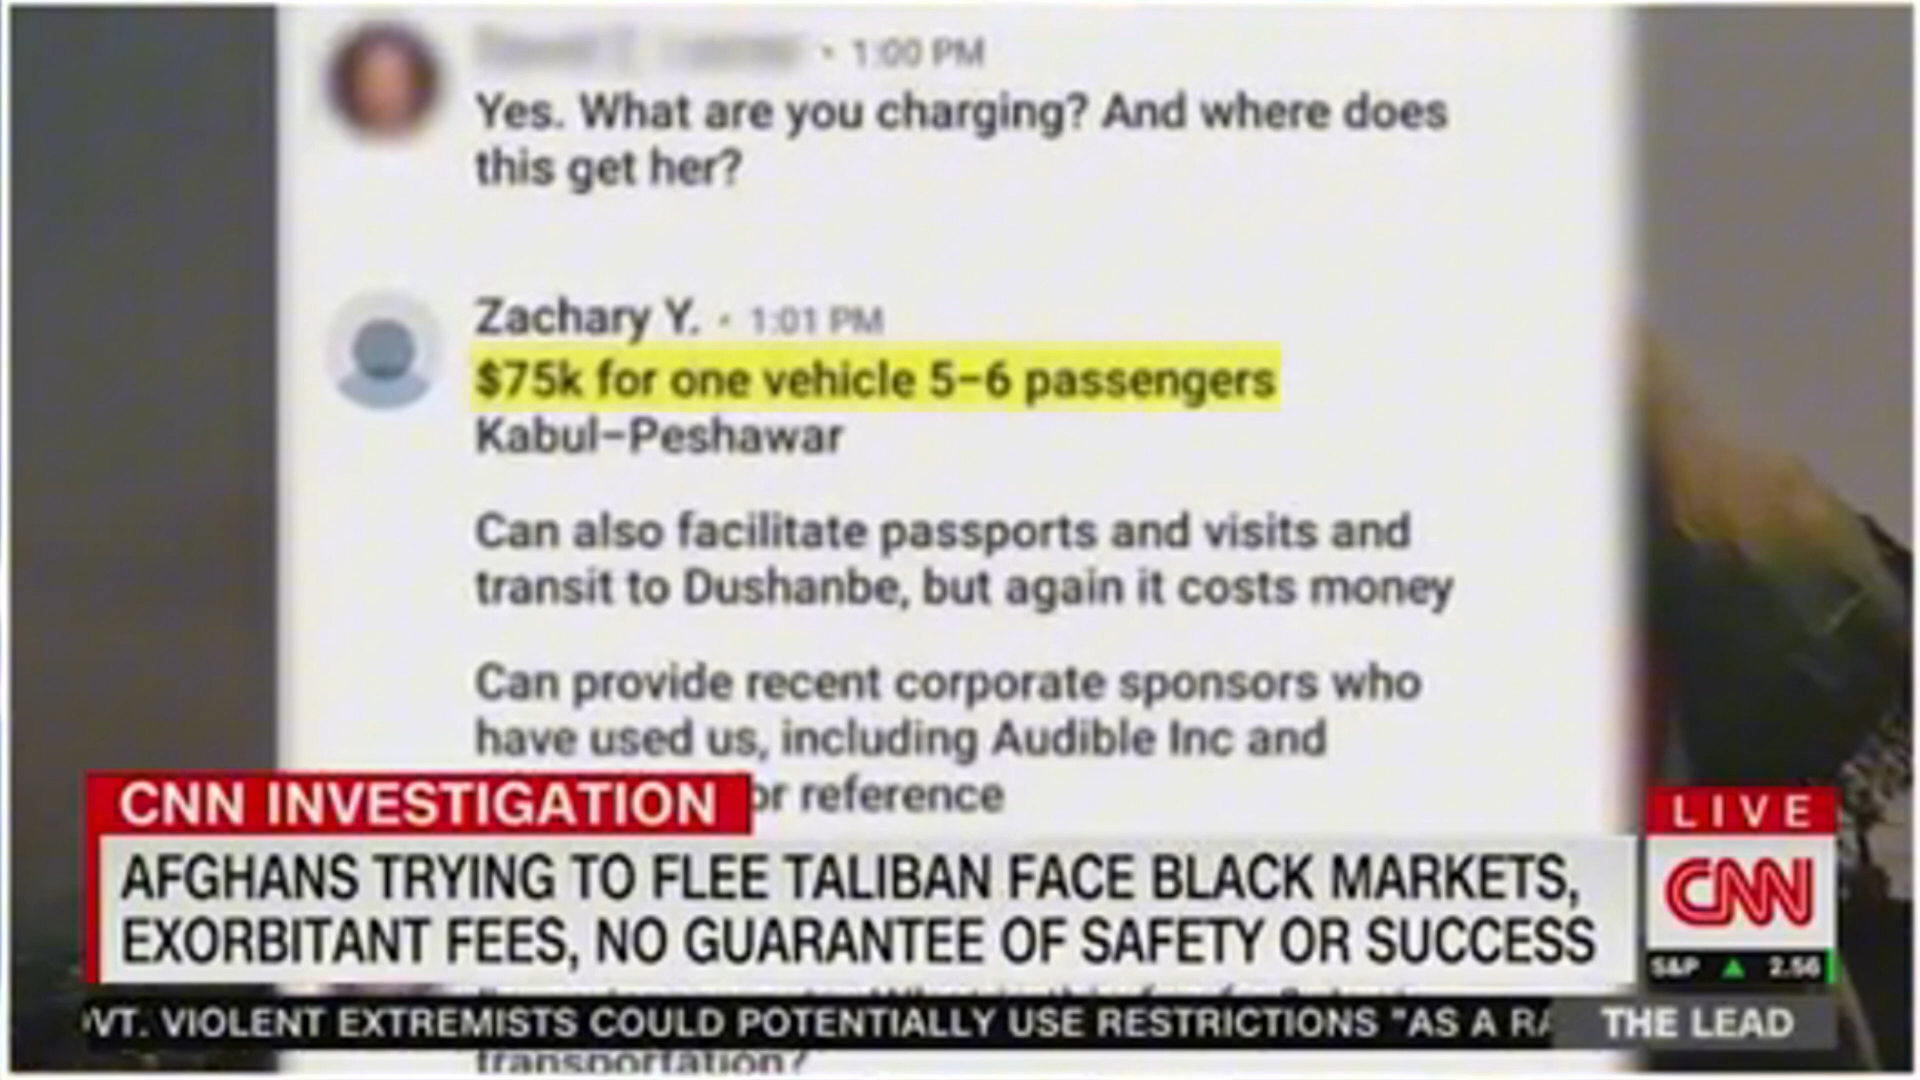 1:00 PM
Yes. What are you charging? And where does
this get her?
Zachary Y. · 1:01 PM
$75k for one vehicle 5–6 passengers
Kabul–Peshawar
Can also facilitate passports and visits and
transit to Dushanbe, but again it costs money
Can provide recent corporate sponsors who
have used us, including Audible Inc and
or reference
CNN INVESTIGATION
LIVE
AFGHANS TRYING TO FLEE TALIBAN FACE BLACK MARKETS,
EXORBITANT FEES, NO GUARANTEE OF SAFETY OR SUCCESS
CNN
S&P ▲ 2.56
VT. VIOLENT EXTREMISTS COULD POTENTIALLY USE RESTRICTIONS "AS A RA
THE LEAD
transportation?